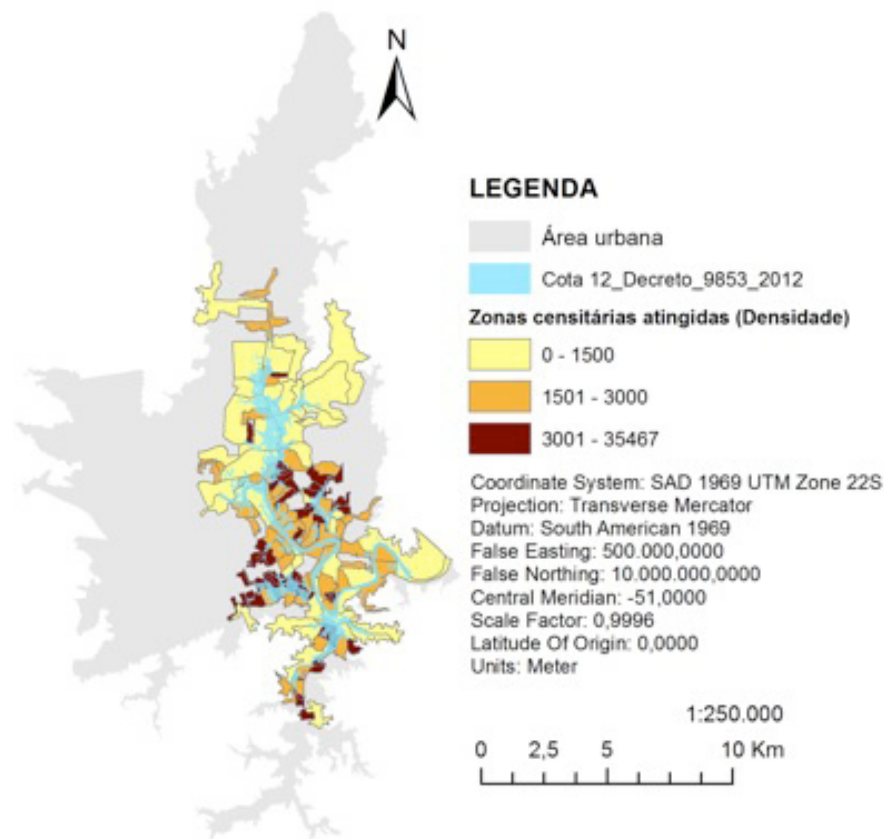 N
LEGENDA
Área urbana
Cota 12_Decreto_9853_2012
Zonas censitárias atingidas (Densidade)
0 - 1500
1501 - 3000
3001 - 35467
Coordinate System: SAD 1969 UTM Zone 22S
Projection: Transverse Mercator
Datum: South American 1969
False Easting: 500.000,0000
False Northing: 10.000.000,0000
Central Meridian: -51,0000
Scale Factor: 0,9996
Latitude Of Origin: 0,0000
Units: Meter
1:250.000
0 2,5 5 10 Km